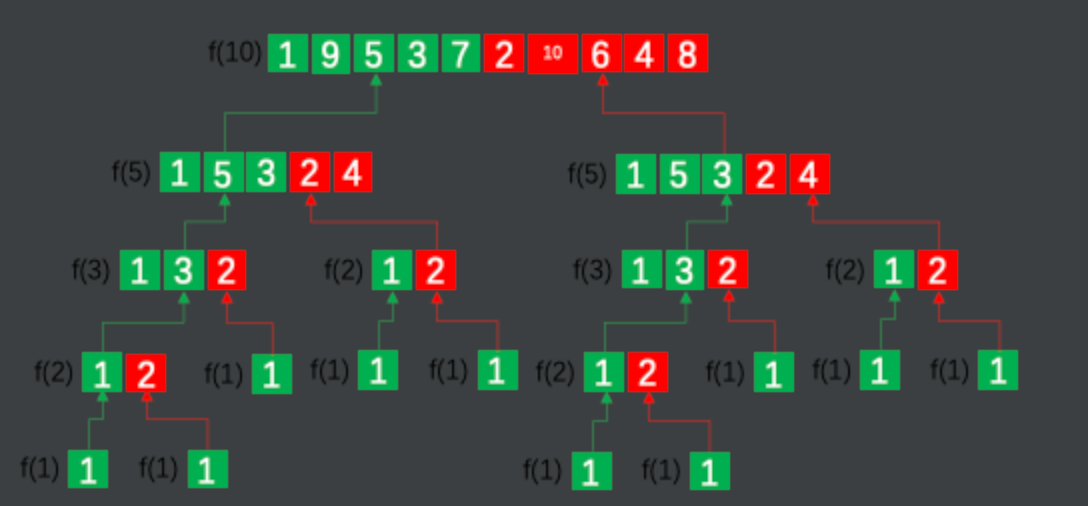 f(10) 1 9 5 3 7 2 10 6 4 8
f(5) 1 5 3 2 4 f(5) 1 5 3 2 4
f(3) 1 3 2 f(2) 1 2 f(3) 1 3 2 f(2) 1 2
f(2) 1 2 f(1) 1 f(1) 1 f(1) 1 f(2) 1 2 f(1) 1 f(1) 1 f(1) 1
f(1) 1 f(1) 1 f(1) 1 f(1) 1